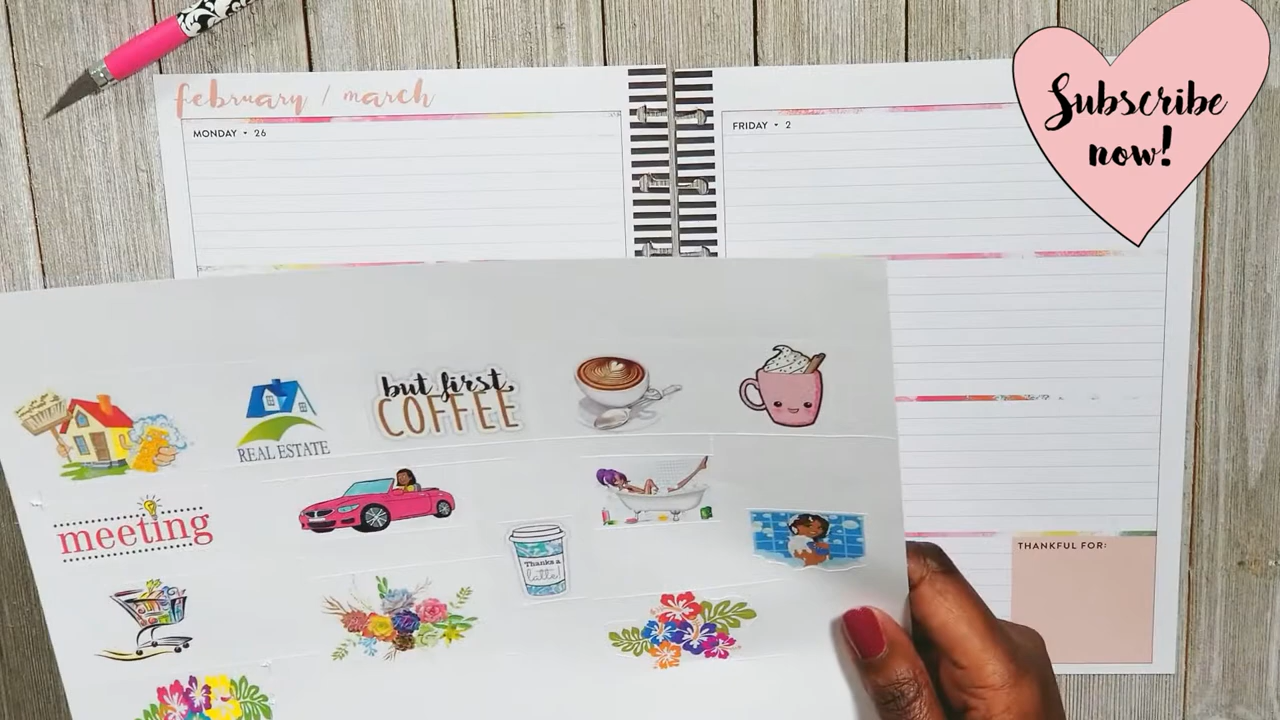 february / march
MONDAY • 26
FRIDAY • 2
Subscribe
now!
but first,
COFFEE
REAL ESTATE
meeting
Thanks a
latte!
THANKFUL FOR: